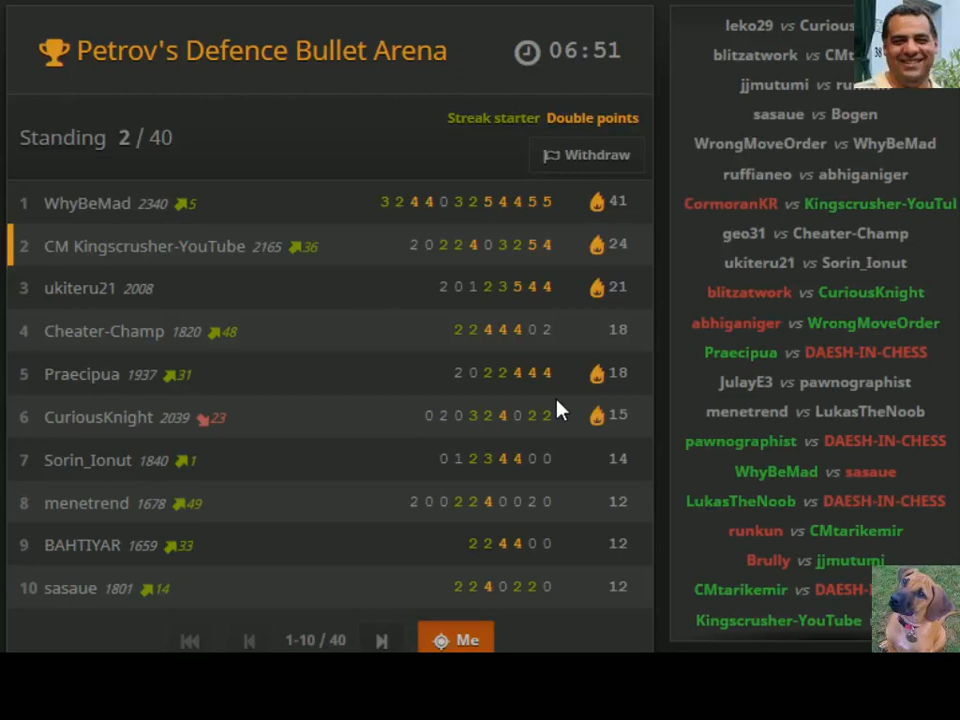 Petrov's Defence Bullet Arena 06:51
Standing 2 / 40
Streak starter Double points
Withdraw
1 WhyBeMad 2340 5 3 2 4 4 0 3 2 5 4 4 5 5 41
2 CM Kingscrusher-YouTube 2165 36 2 0 2 2 4 0 3 2 5 4 24
3 ukiteru21 2008 2 0 1 2 3 5 4 4 21
4 Cheater-Champ 1820 48 2 2 4 4 4 0 2 18
5 Praecipua 1937 31 2 0 2 2 4 4 4 18
6 CuriousKnight 2039 23 0 2 0 3 2 4 0 2 2 15
7 Sorin_Ionut 1840 1 0 1 2 3 4 4 0 0 14
8 menetrend 1678 49 2 0 0 2 2 4 0 0 2 0 12
9 BAHTIYAR 1659 33 2 2 4 4 0 0 12
10 sasaue 1801 14 2 2 4 0 2 2 0 12
1-10 / 40 Me
leko29 vs Curious
blitzatwork vs CMt
jjmutumi vs
sasaue vs Bogen
WrongMoveOrder vs WhyBeMad
ruffianeo vs abhiganiger
CormoranKR vs Kingscrusher-YouTul
geo31 vs Cheater-Champ
ukiteru21 vs Sorin_Ionut
blitzatwork vs CuriousKnight
abhiganiger vs WrongMoveOrder
Praecipua vs DAESH-IN-CHESS
JulayE3 vs pawnographist
menetrend vs LukasTheNoob
pawnographist vs DAESH-IN-CHESS
WhyBeMad vs sasaue
LukasTheNoob vs DAESH-IN-CHESS
runkun vs CMtarikemir
Brully vs jjmutumi
CMtarikemir vs DAESH-I
Kingscrusher-YouTube